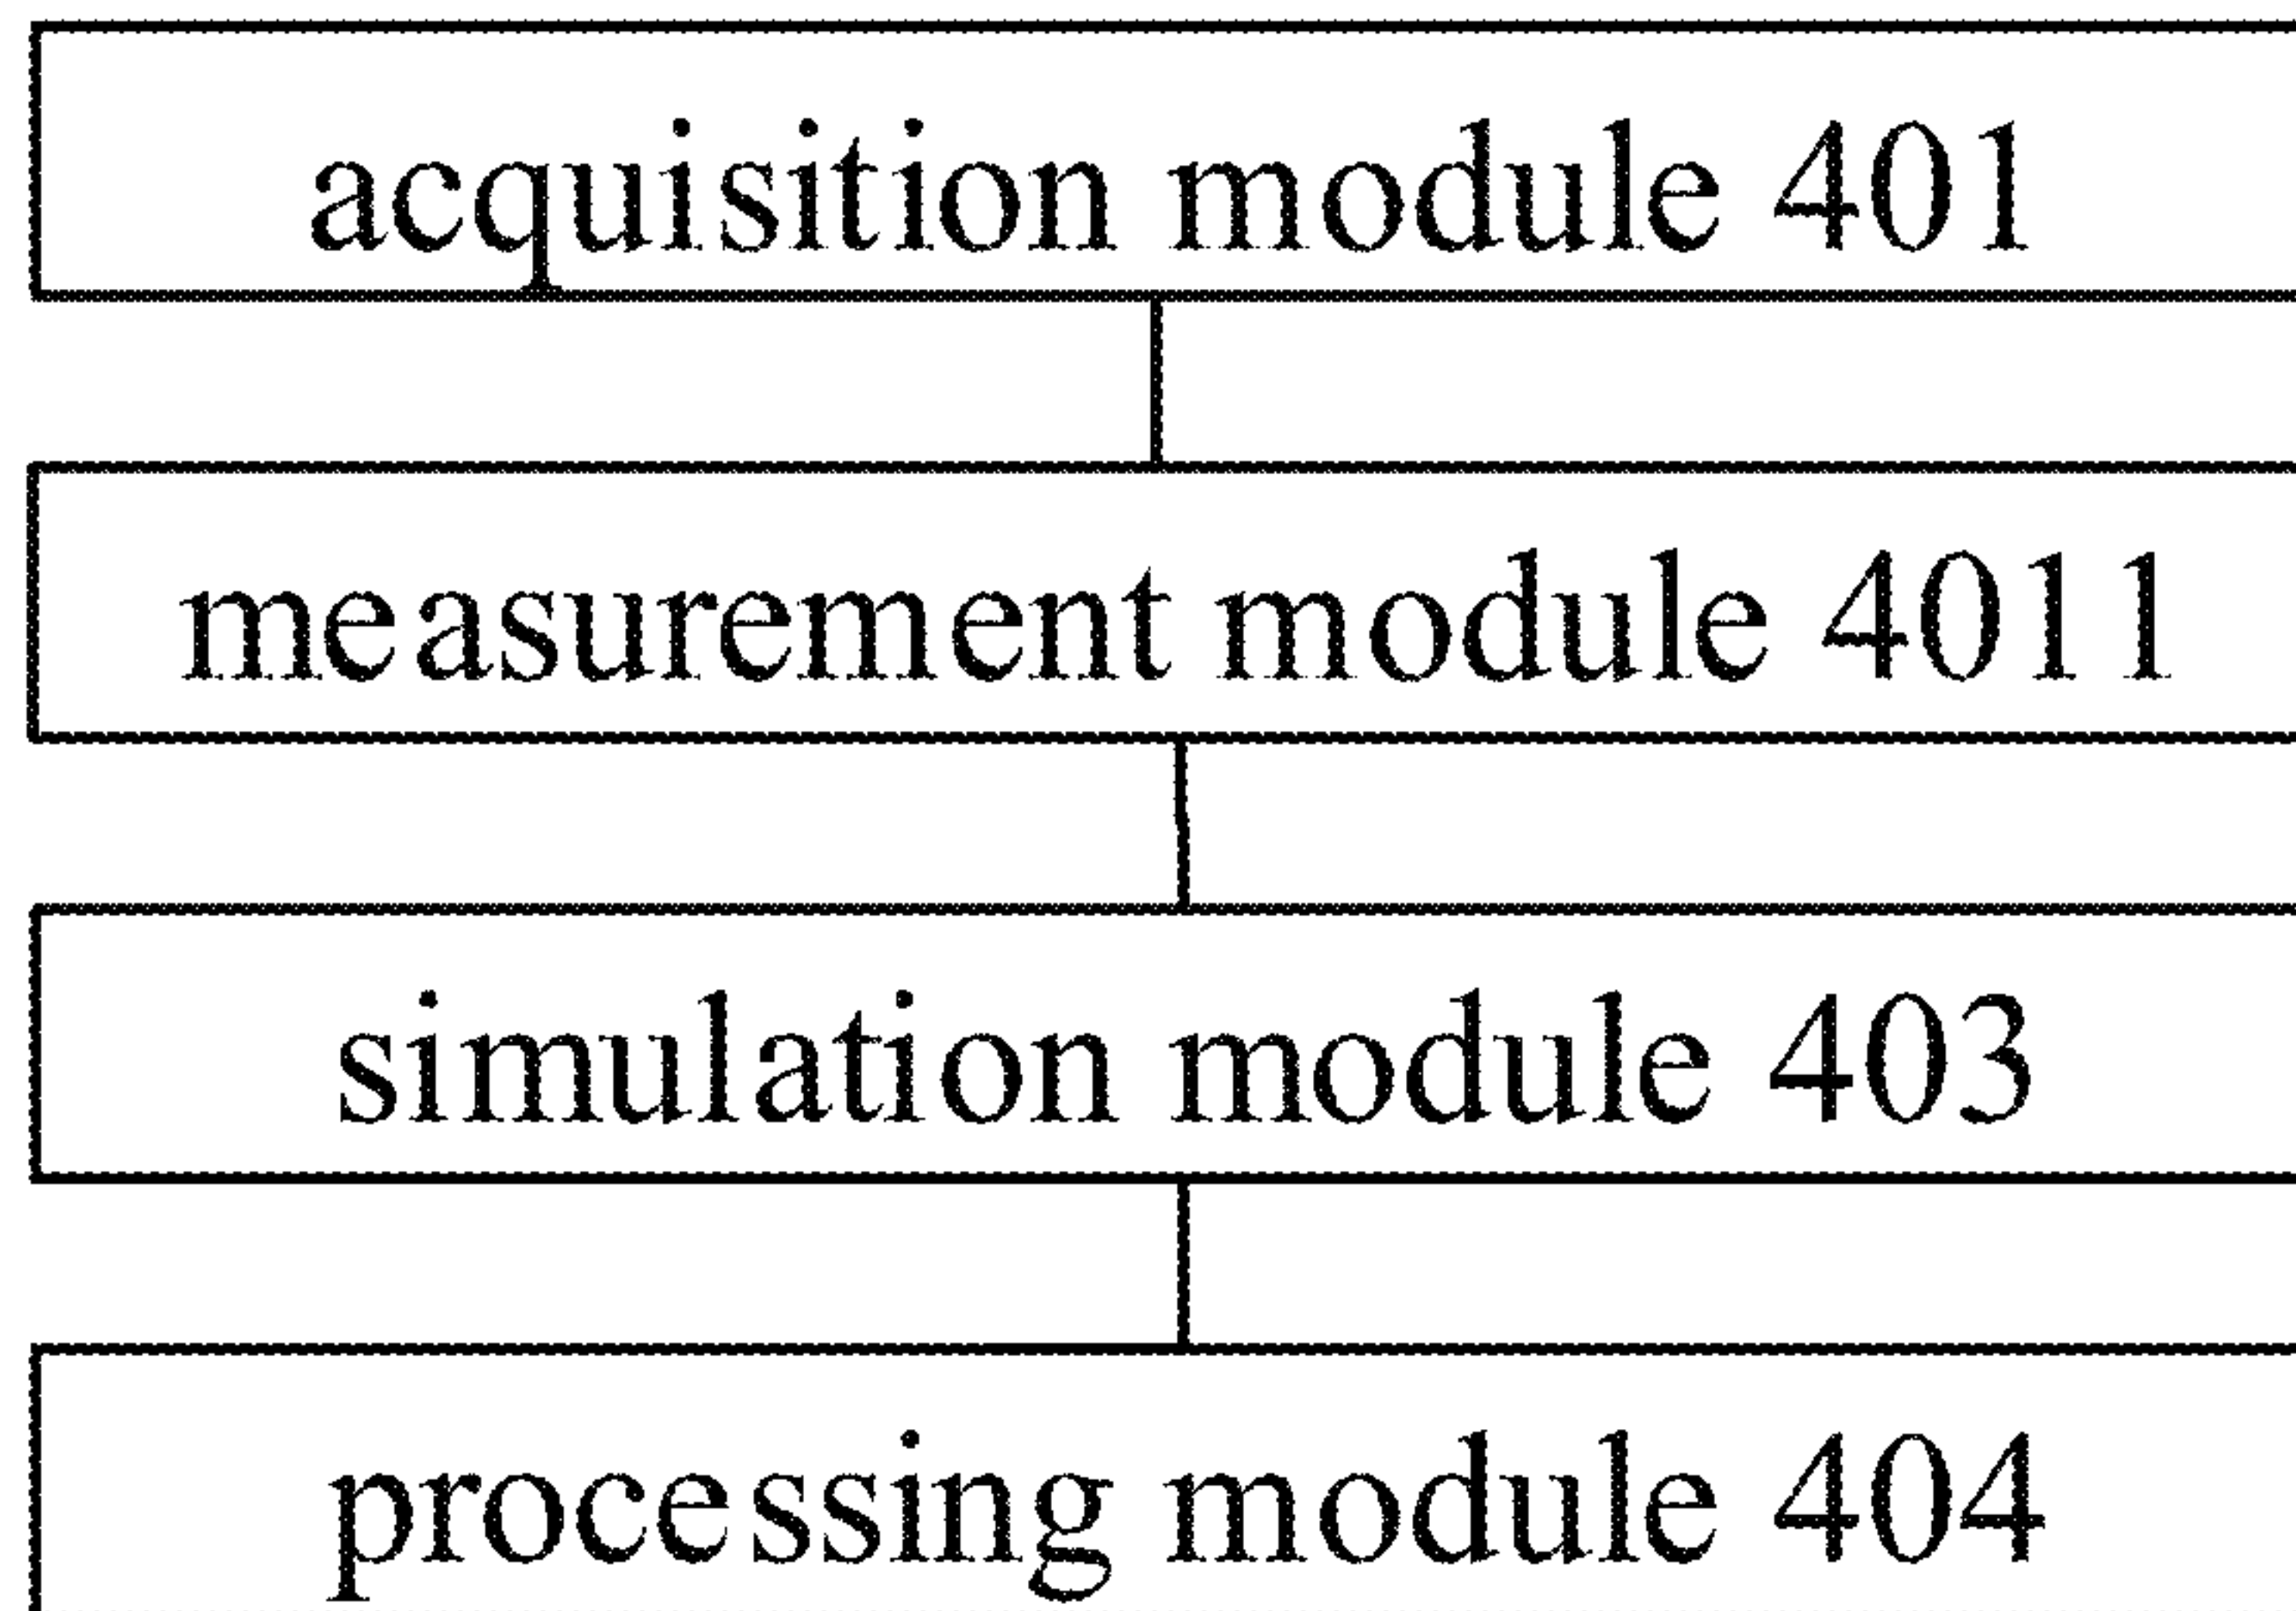 acquisition module 401
measurement module 4011
simulation module 403
processing module 404